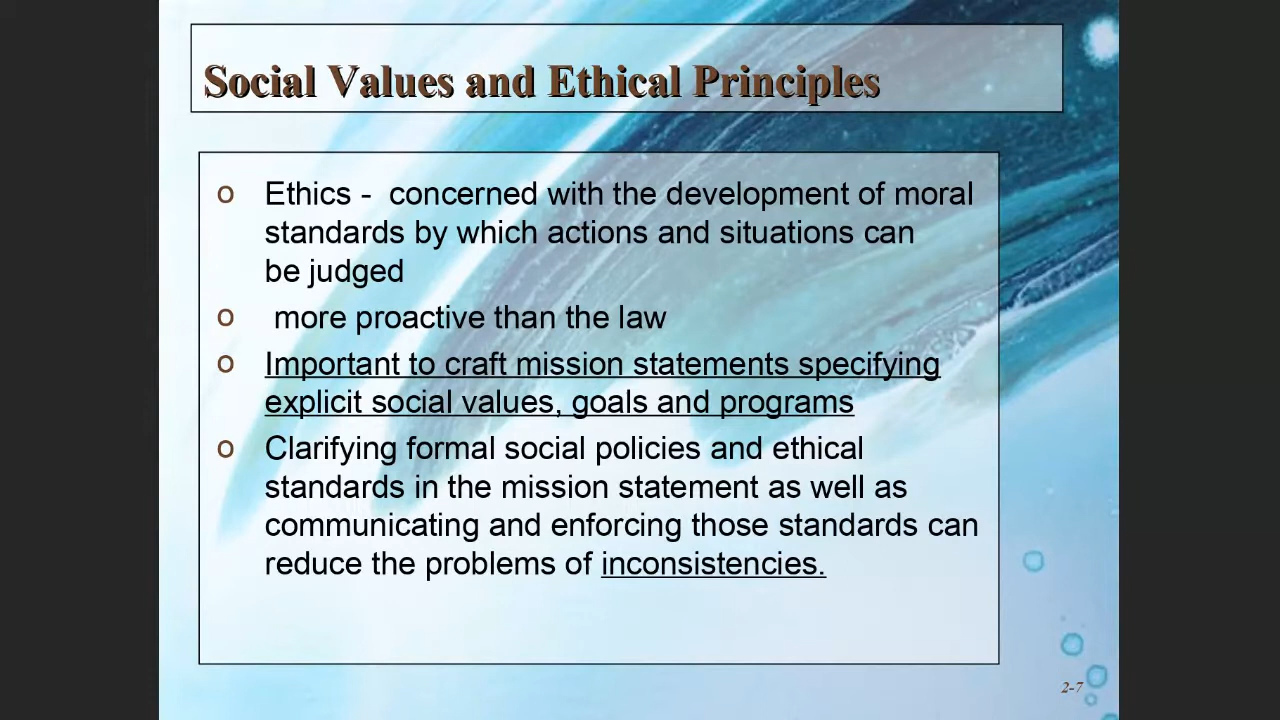 Social Values and Ethical Principles
o Ethics -  concerned with the development of moral
standards by which actions and situations can
be judged
o  more proactive than the law
o Important to craft mission statements specifying
explicit social values, goals and programs
o Clarifying formal social policies and ethical
standards in the mission statement as well as
communicating and enforcing those standards can
reduce the problems of inconsistencies.
2-7